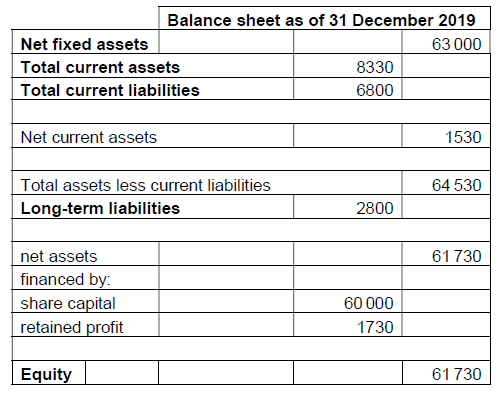 Balance sheet as of 31 December 2019
Net fixed assets 63 000
Total current assets 8330
Total current liabilities 6800
Net current assets 1530
Total assets less current liabilities 64 530
Long-term liabilities 2800
net assets 61 730
financed by:
share capital 60 000
retained profit 1730
Equity 61 730